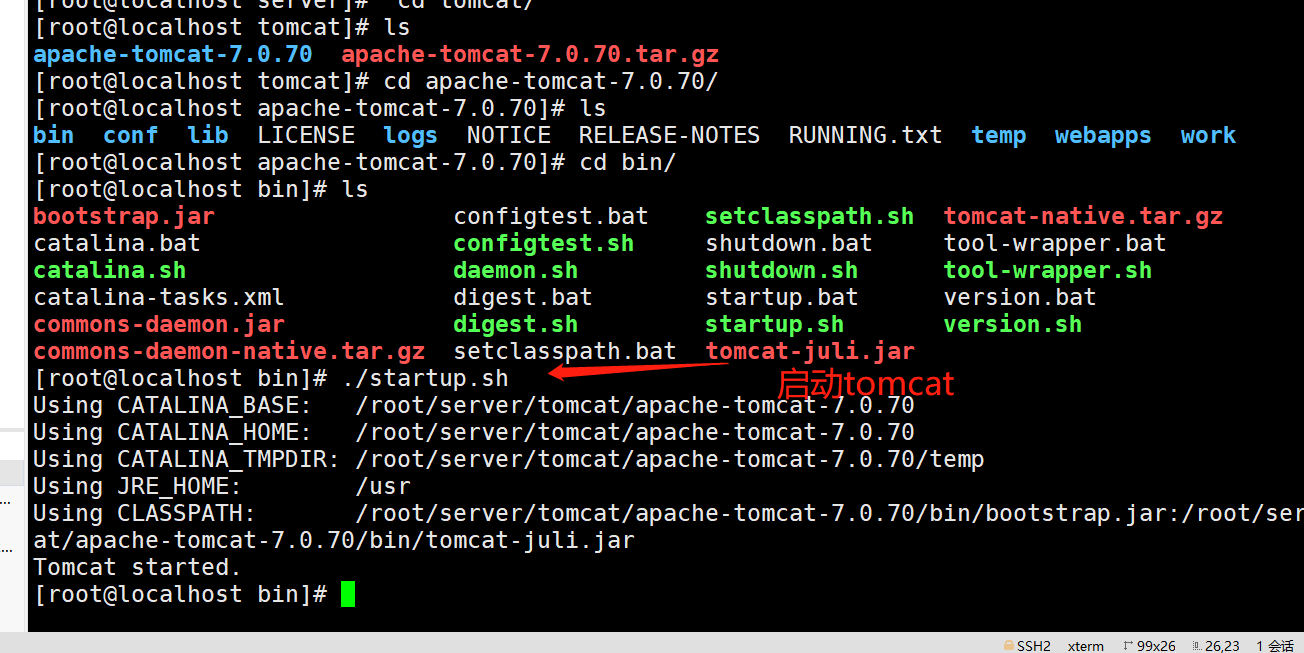 [root@localhost server]#  cd tomcat/
[root@localhost tomcat]# ls
apache-tomcat-7.0.70  apache-tomcat-7.0.70.tar.gz
[root@localhost tomcat]# cd apache-tomcat-7.0.70/
[root@localhost apache-tomcat-7.0.70]# ls
bin  conf  lib  LICENSE  logs  NOTICE  RELEASE-NOTES  RUNNING.txt  temp  webapps  work
[root@localhost apache-tomcat-7.0.70]# cd bin/
[root@localhost bin]# ls
bootstrap.jar                 configtest.bat    setclasspath.sh  tomcat-native.tar.gz
catalina.bat                  configtest.sh     shutdown.bat     tool-wrapper.bat
catalina.sh                   daemon.sh         shutdown.sh      tool-wrapper.sh
catalina-tasks.xml            digest.bat        startup.bat      version.bat
commons-daemon.jar            digest.sh         startup.sh       version.sh
commons-daemon-native.tar.gz  setclasspath.bat  tomcat-juli.jar
[root@localhost bin]# ./startup.sh
启动tomcat
Using CATALINA_BASE:   /root/server/tomcat/apache-tomcat-7.0.70
Using CATALINA_HOME:   /root/server/tomcat/apache-tomcat-7.0.70
Using CATALINA_TMPDIR: /root/server/tomcat/apache-tomcat-7.0.70/temp
Using JRE_HOME:        /usr
Using CLASSPATH:       /root/server/tomcat/apache-tomcat-7.0.70/bin/bootstrap.jar:/root/ser
at/apache-tomcat-7.0.70/bin/tomcat-juli.jar
Tomcat started.
[root@localhost bin]#
SSH2  xterm  99x26  26,23  1 会话